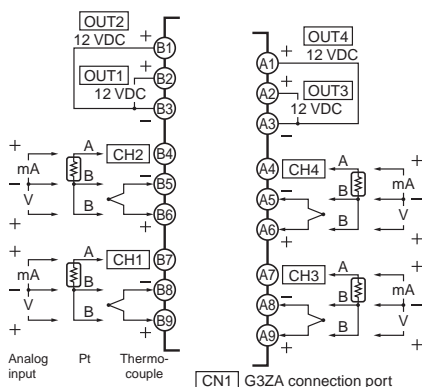 OUT2
12 VDC
+
B1
OUT1
+
B2
12 VDC
B3
−
CH2
B4
+
A
mA
−
B
−
B5
V
+
B
+
B6
CH1
B7
+
A
mA
−
B
−
B8
V
+
B
+
B9
Analog
input
Pt
Thermo-
couple
OUT4
+
12 VDC
A1
OUT3
+
A2
12 VDC
A3
−
A4
CH4
A
+
mA
A5
−
B
−
V
A6
+
B
+
A7
CH3
A
+
mA
A8
−
B
−
V
A9
+
B
+
CN1 G3ZA connection port